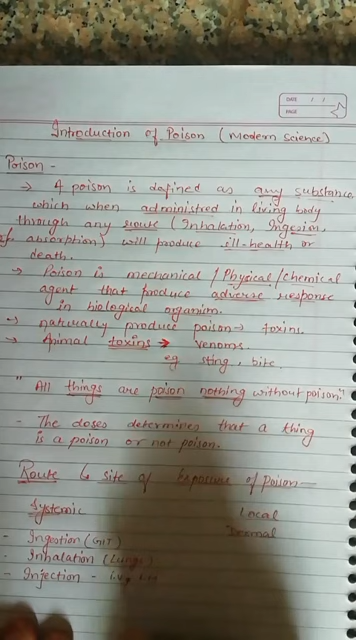 DATE / /
PAGE
Introduction of Poison (Modern Science)
Poison -
→ A poison is defined as any substance
which when administred in living body
through any route (Inhalation, Ingesion,
absorption) will produce ill-health or
death.
→ Poison is mechanical / Physical / Chemical
agent that produce adverse response
in biological organim.
→ naturally produce poison → toxins.
→ Animal toxins → Venoms.
eg sting, bite.
"All things are poison nothing without poison."
- The doses determines that a thing
is a poison or not poison.
Route & site of Exposure of Poison-
Systemic Local
- Ingestion (GIT) Dermal
- Inhalation (Lungs)
- Injection -